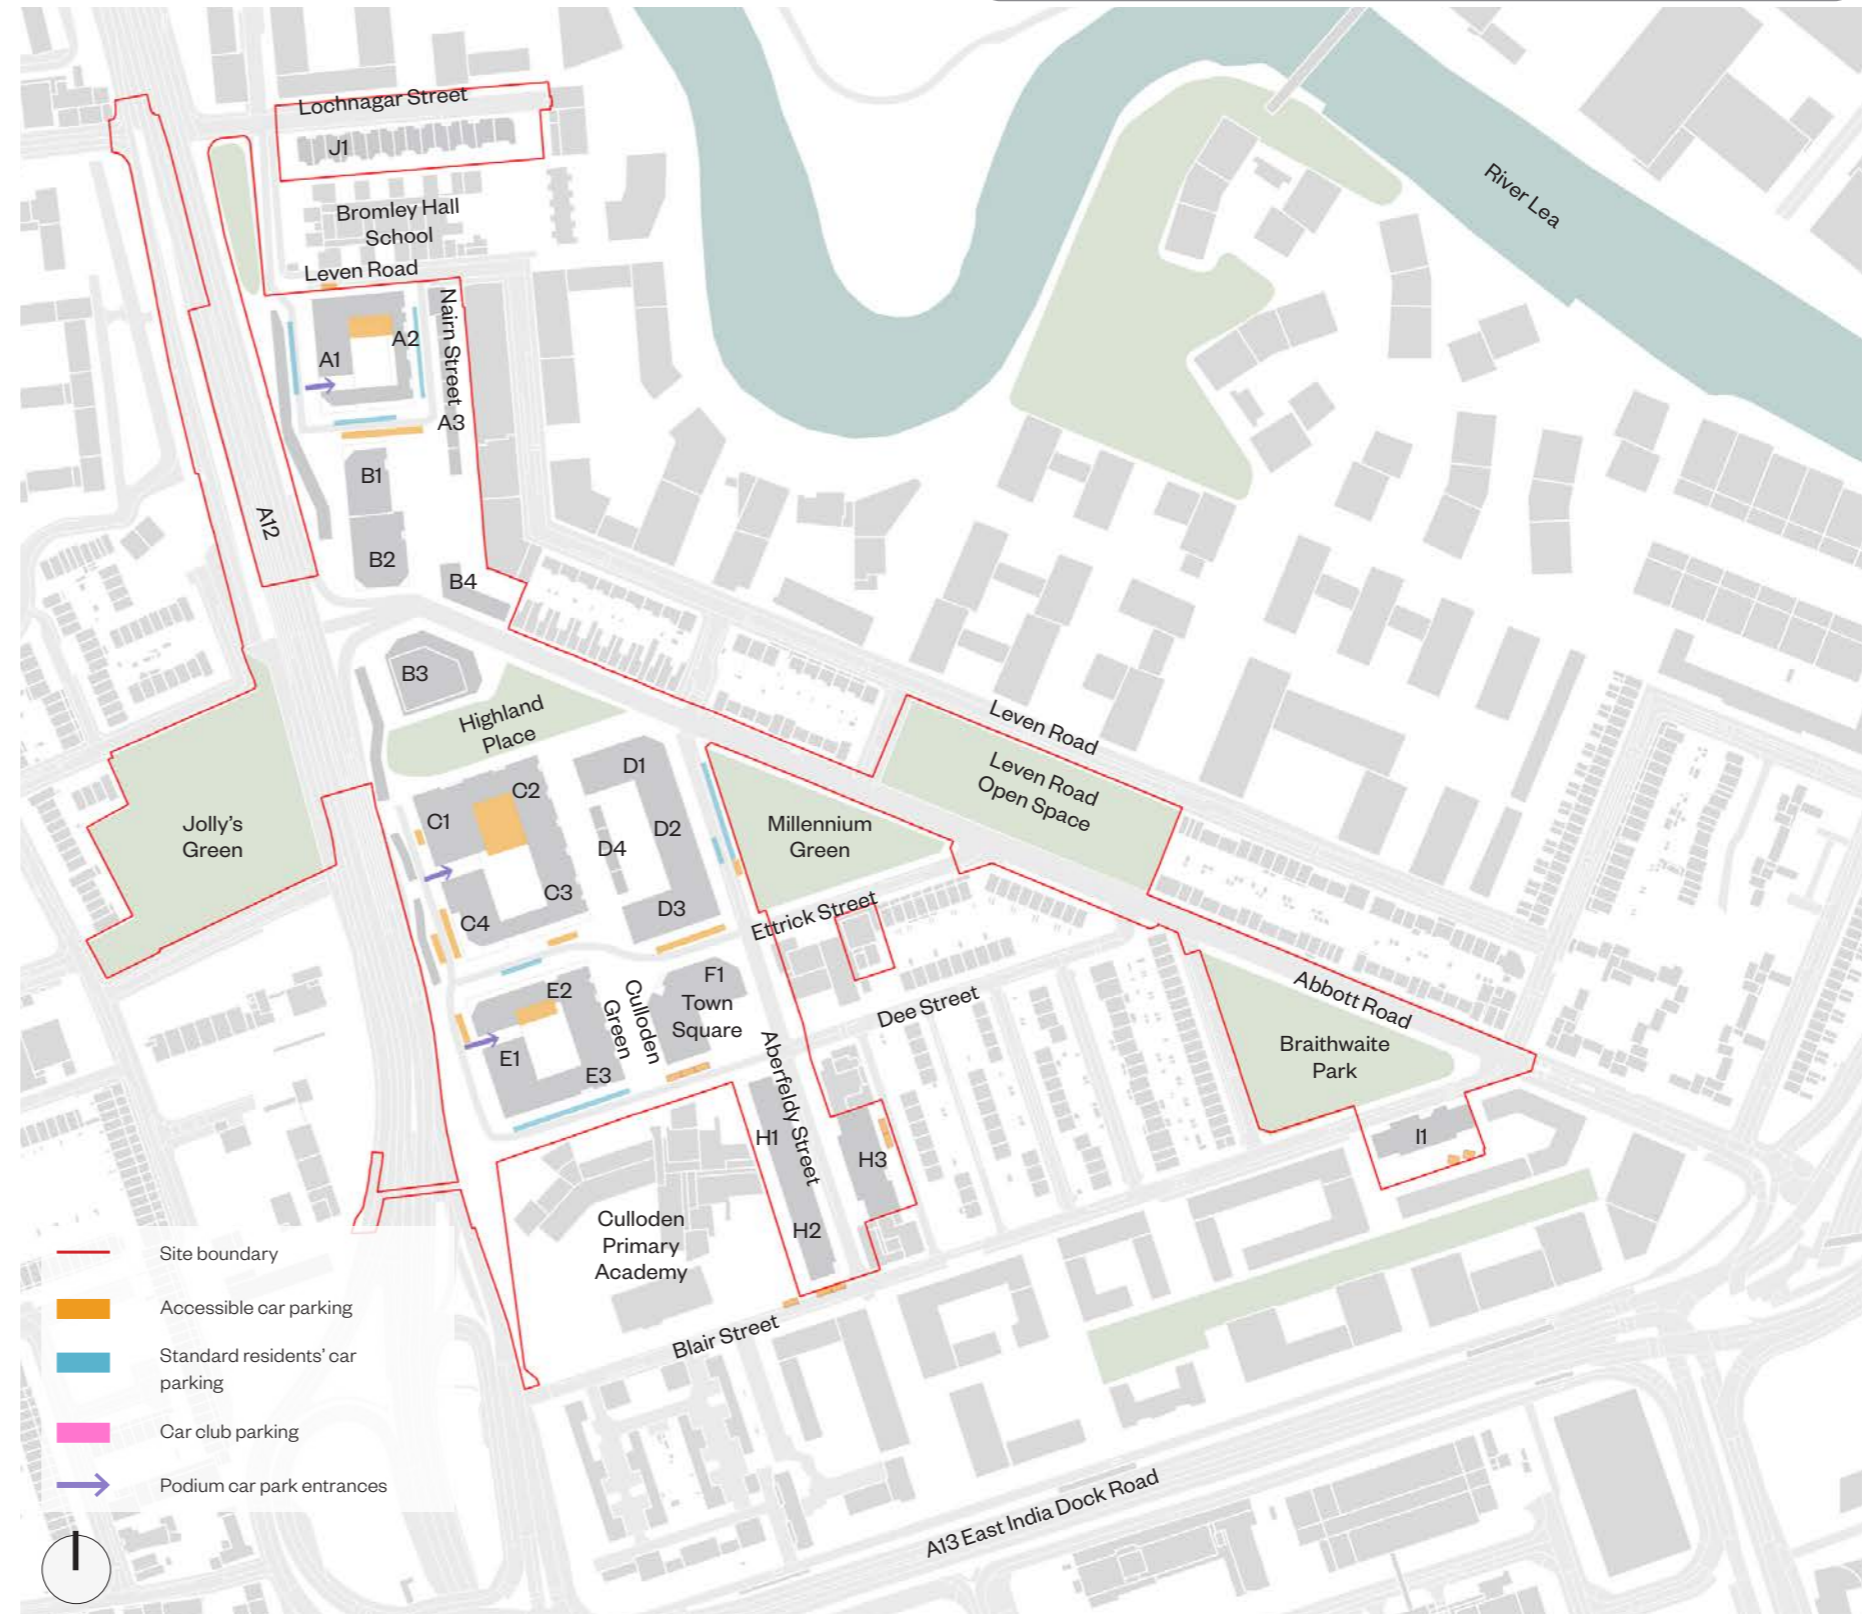 Lochnagar Street
J1
Bromley Hall
School
Leven Road
Nairn Street
A1
A2
A3
B1
A12
B2
B4
B3
Highland
Place
River Lea
Leven Road
Leven Road
Open Space
Jolly's
Green
C1
C2
D1
D2
D4
C3
C4
D3
Millennium
Green
Ettrick Street
E2
E1
E3
Culloden
Green
F1
Town
Square
Dee Street
Aberfeldy Street
Abbott Road
Braithwaite
Park
I1
H1
H3
H2
Culloden
Primary
Academy
Blair Street
A13 East India Dock Road
Site boundary
Accessible car parking
Standard residents' car
parking
Car club parking
Podium car park entrances